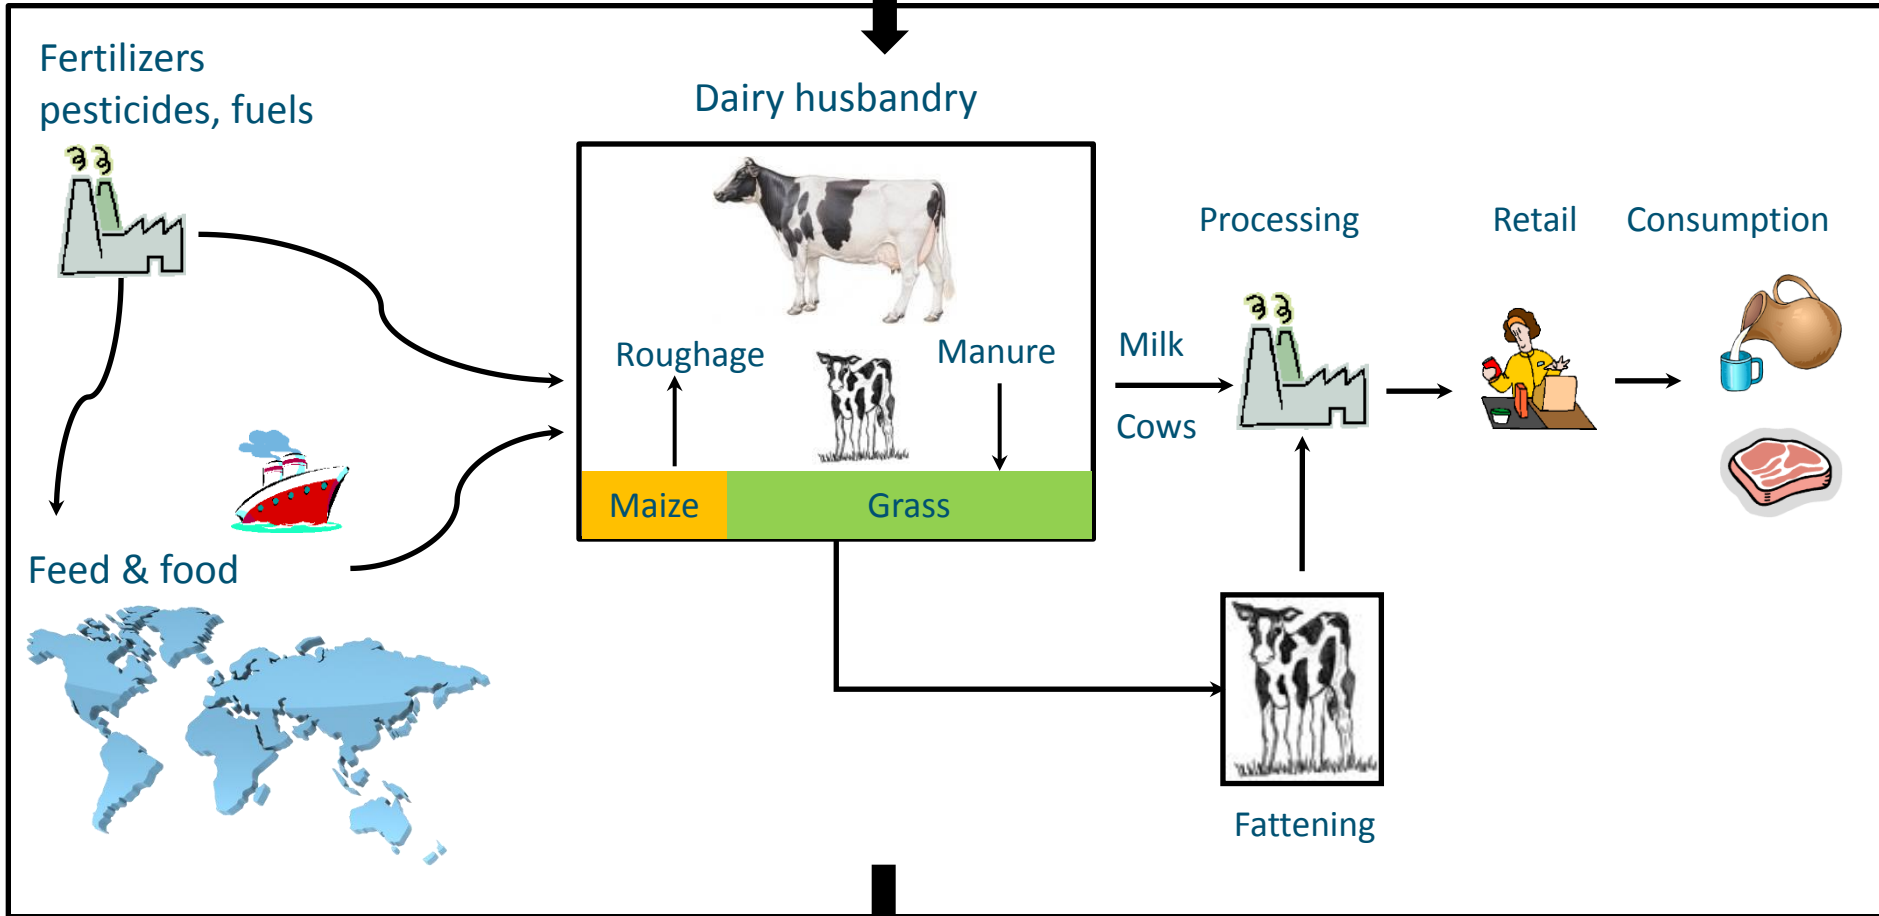 Fertilizers
pesticides, fuels
Dairy husbandry
Processing
Retail
Consumption
Roughage
Manure
Milk
Cows
Maize
Grass
Feed & food
Fattening